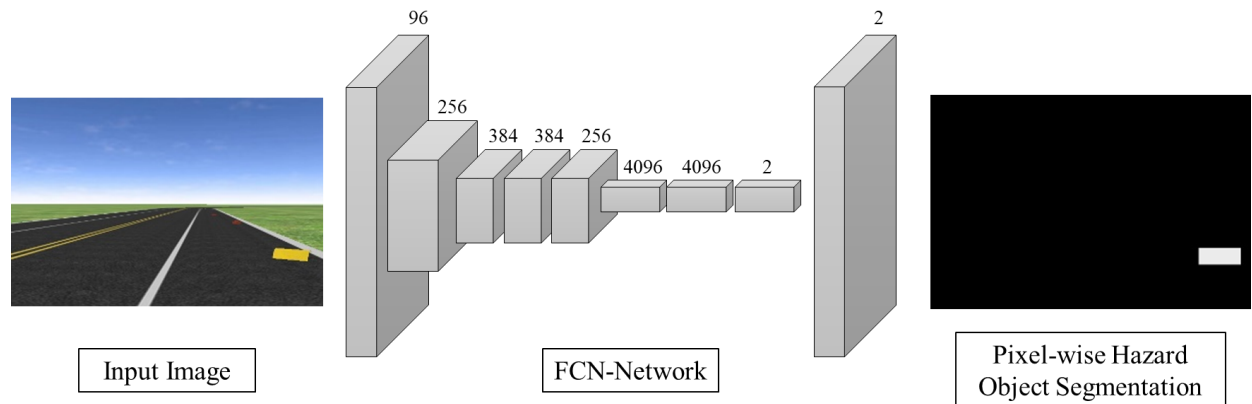 96
2
256
384
384
256
4096
4096
2
Input Image
FCN-Network
Pixel-wise Hazard
Object Segmentation